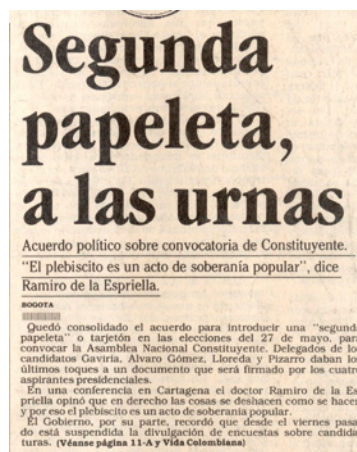 Segunda
papeleta,
a las urnas
Acuerdo político sobre convocatoria de Constituyente.
"El plebiscito es un acto de soberanía popular", dice
Ramiro de la Espriella.
BOGOTA
Quedó consolidado el acuerdo para introducir una "segunda
papeleta" o tarjetón en las elecciones del 27 de mayo, para
convocar la Asamblea Nacional Constituyente. Delegados de los
candidatos Gaviria, Alvaro Gómez, Lloreda y Pizarro daban los
últimos toques a un documento que será firmado por los cuatro
aspirantes presidenciales.
En una conferencia en Cartagena el doctor Ramiro de la Es-
priella opinó que en derecho las cosas se deshacen como se hacen
y por eso el plebiscito es un acto de soberanía popular.
El Gobierno, por su parte, recordó que desde el viernes pasa-
do está suspendida la divulgación de encuestas sobre candida-
turas. (Véanse página 11-A y Vida Colombiana)